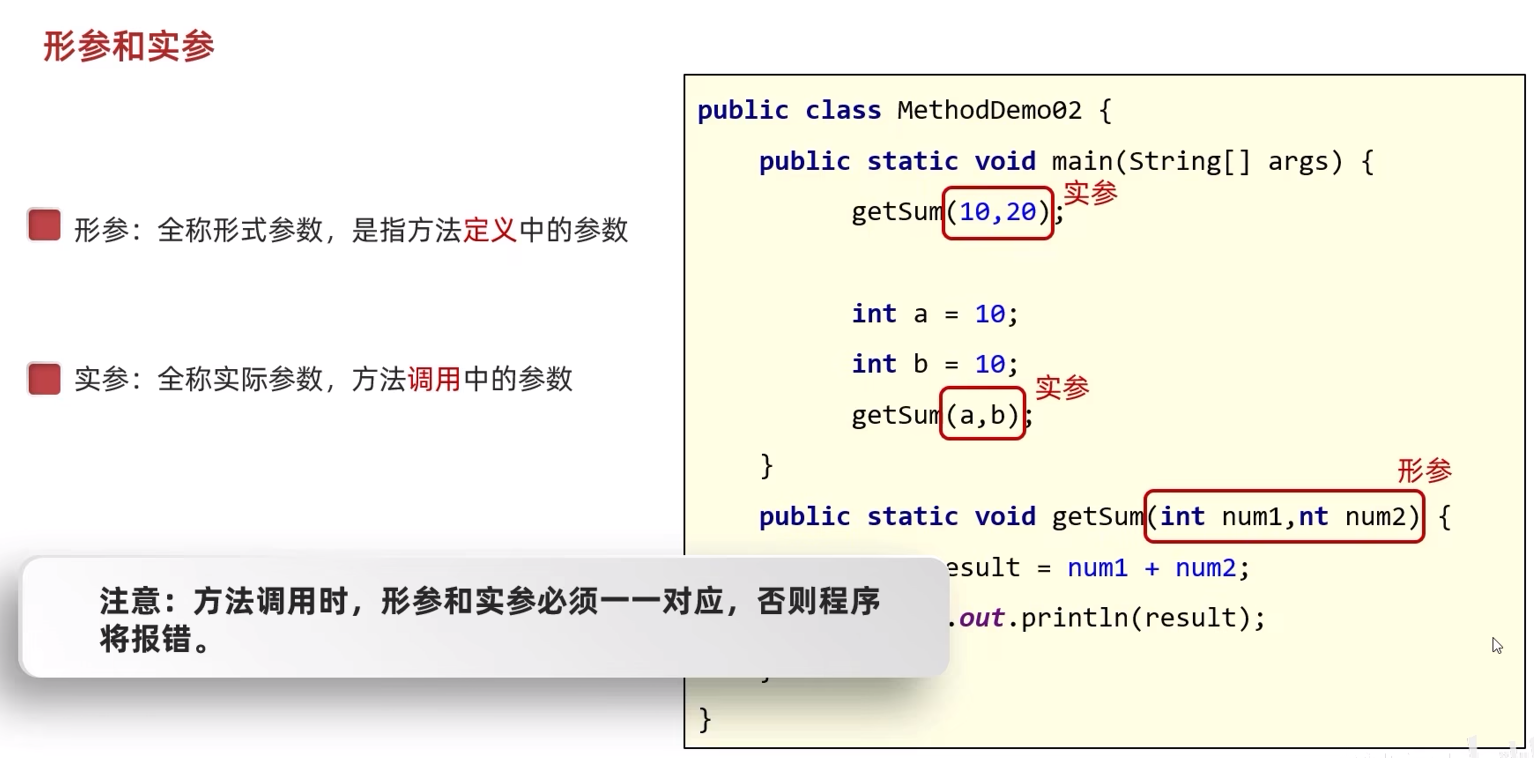 形参和实参
形参：全称形式参数，是指方法定义中的参数
实参：全称实际参数，方法调用中的参数
注意：方法调用时，形参和实参必须一一对应，否则程序
将报错。
public class MethodDemo02 {
public static void main(String[] args) {
实参
getSum(10,20);
int a = 10;
int b = 10;
实参
getSum(a,b);
}
形参
public static void getSum(int num1,nt num2) {
esult = num1 + num2;
.out.println(result);
}